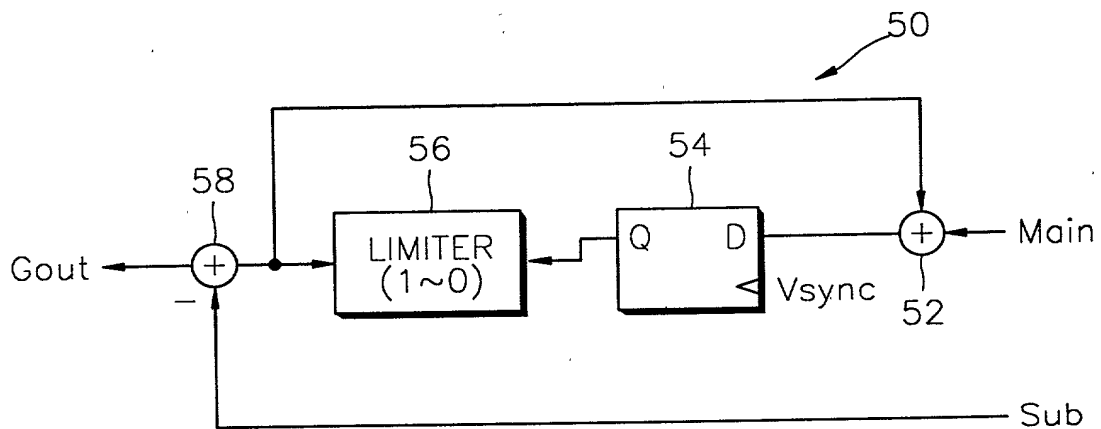 50
56
54
58
LIMITER
(1~0)
Q D
Vsync
Gout
+
−
+
Main
52
Sub